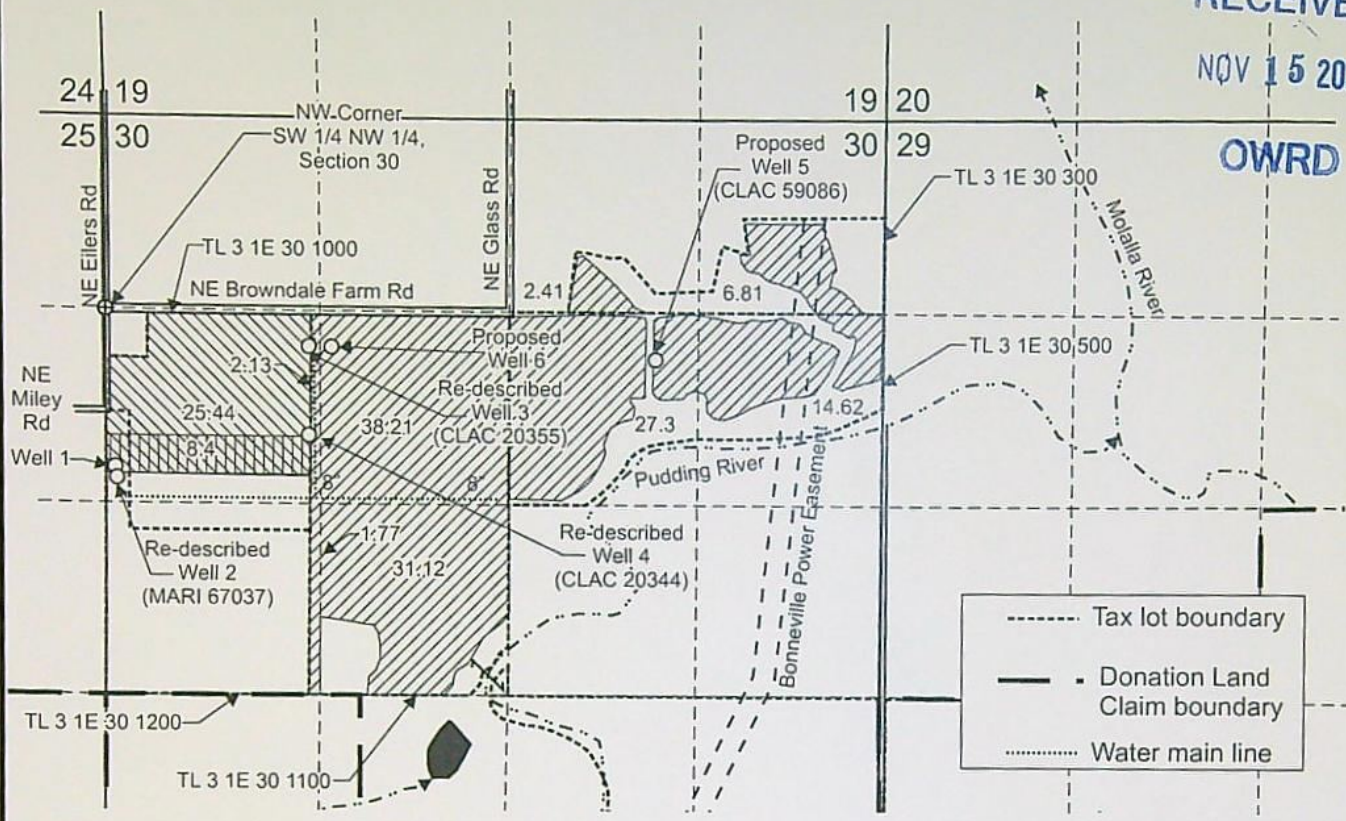 RECEIVE
NOV 15 20
OWRD
24 19
25 30
NW Corner
SW 1/4 NW 1/4,
Section 30
19 20
30 29
Proposed
Well 5
(CLAC 59086)
TL 3 1E 30 300
NE Eilers Rd
TL 3 1E 30 1000
NE Browndale Farm Rd
NE Glass Rd
2.41
6.81
Molalla River
2.13
Proposed
Well 6
Re-described
Well 3
(CLAC 20355)
TL 3 1E 30 500
NE
Miley
Rd
25.44
38.21
14.62
27.3
Well 1
8.4
8"
8"
Pudding River
Bonneville Power Easement
Re-described
Well 2
(MARI 67037)
1.77
31.12
Re-described
Well 4
(CLAC 20344)
TL 3 1E 30 1200
TL 3 1E 30 1100
Tax lot boundary
Donation Land
Claim boundary
Water main line